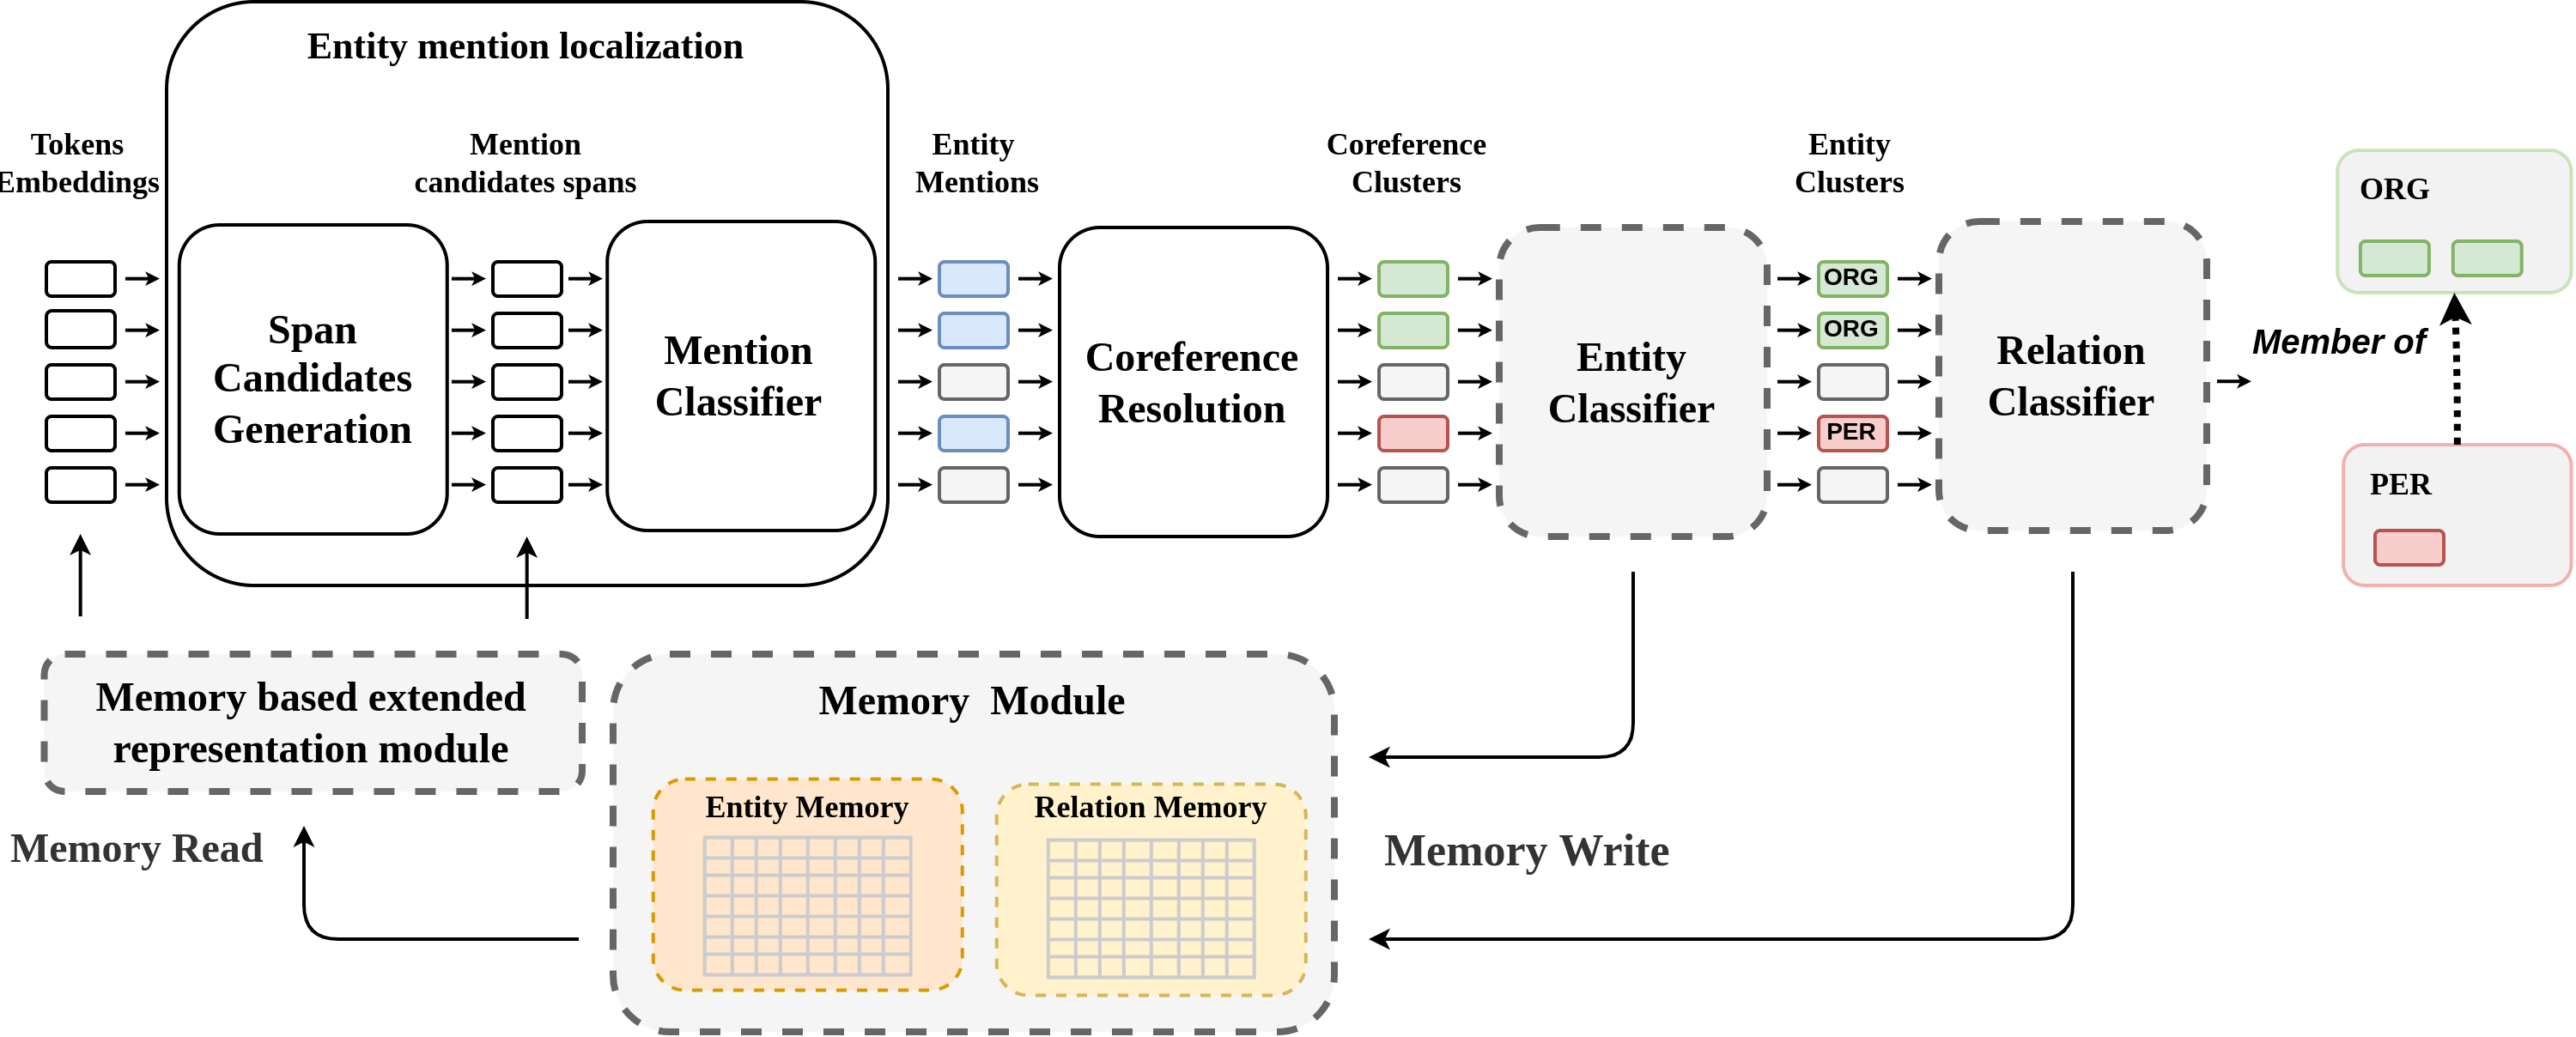 Entity mention localization
Tokens
Embeddings
Mention
candidates spans
Entity
Mentions
Coreference
Clusters
Entity
Clusters
Span
Candidates
Generation
Mention
Classifier
Coreference
Resolution
Entity
Classifier
ORG
ORG
PER
Relation
Classifier
Member of
ORG
PER
Memory based extended
representation module
Memory Read
Memory Module
Entity Memory
Relation Memory
Memory Write